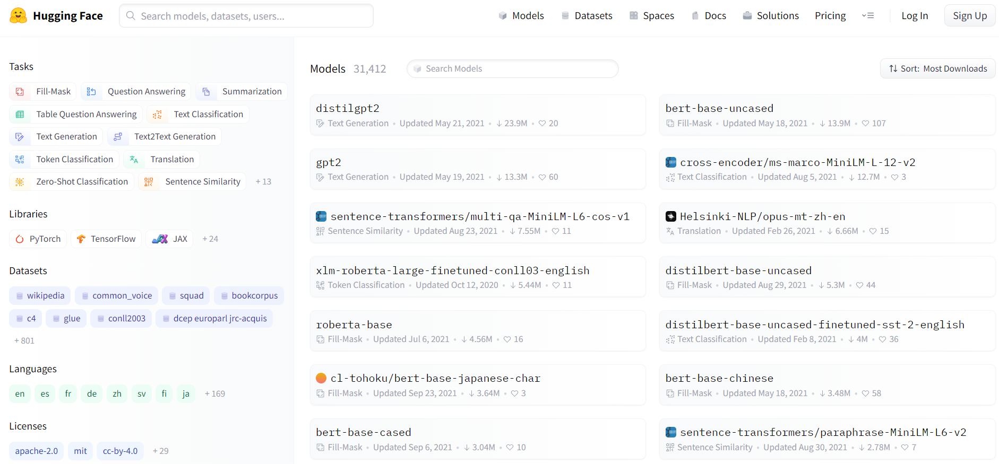 Hugging Face
Search models, datasets, users...
Models
Datasets
Spaces
Docs
Solutions
Pricing
Log In
Sign Up
Tasks
Fill-Mask Question Answering Summarization
Table Question Answering Text Classification
Text Generation Text2Text Generation
Token Classification Translation
Zero-Shot Classification Sentence Similarity + 13
Libraries
PyTorch TensorFlow JAX + 24
Datasets
wikipedia common_voice squad bookcorpus
c4 glue conll2003 dcep europarl jrc-acquis
+ 801
Languages
en es fr de zh sv fi ja + 169
Licenses
apache-2.0 mit cc-by-4.0 + 29
Models 31,412
Search Models
Sort: Most Downloads
distilgpt2
Text Generation • Updated May 21, 2021 • ↓ 23.9M • ♡ 20
bert-base-uncased
Fill-Mask • Updated May 18, 2021 • ↓ 13.9M • ♡ 107
gpt2
Text Generation • Updated May 19, 2021 • ↓ 13.3M • ♡ 60
cross-encoder/ms-marco-MiniLM-L-12-v2
Text Classification • Updated Aug 5, 2021 • ↓ 12.7M • ♡ 3
sentence-transformers/multi-qa-MiniLM-L6-cos-v1
Sentence Similarity • Updated Aug 23, 2021 • ↓ 7.55M • ♡ 11
Helsinki-NLP/opus-mt-zh-en
Translation • Updated Feb 26, 2021 • ↓ 6.66M • ♡ 15
xlm-roberta-large-finetuned-conll03-english
Token Classification • Updated Oct 12, 2020 • ↓ 5.44M • ♡ 11
distilbert-base-uncased
Fill-Mask • Updated Aug 29, 2021 • ↓ 5.3M • ♡ 44
roberta-base
Fill-Mask • Updated Jul 6, 2021 • ↓ 4.56M • ♡ 16
distilbert-base-uncased-finetuned-sst-2-english
Text Classification • Updated Feb 8, 2021 • ↓ 4M • ♡ 36
cl-tohoku/bert-base-japanese-char
Fill-Mask • Updated Sep 23, 2021 • ↓ 3.64M • ♡ 3
bert-base-chinese
Fill-Mask • Updated May 18, 2021 • ↓ 3.48M • ♡ 58
bert-base-cased
Fill-Mask • Updated Sep 6, 2021 • ↓ 3.04M • ♡ 10
sentence-transformers/paraphrase-MiniLM-L6-v2
Sentence Similarity • Updated Aug 30, 2021 • ↓ 2.78M • ♡ 7